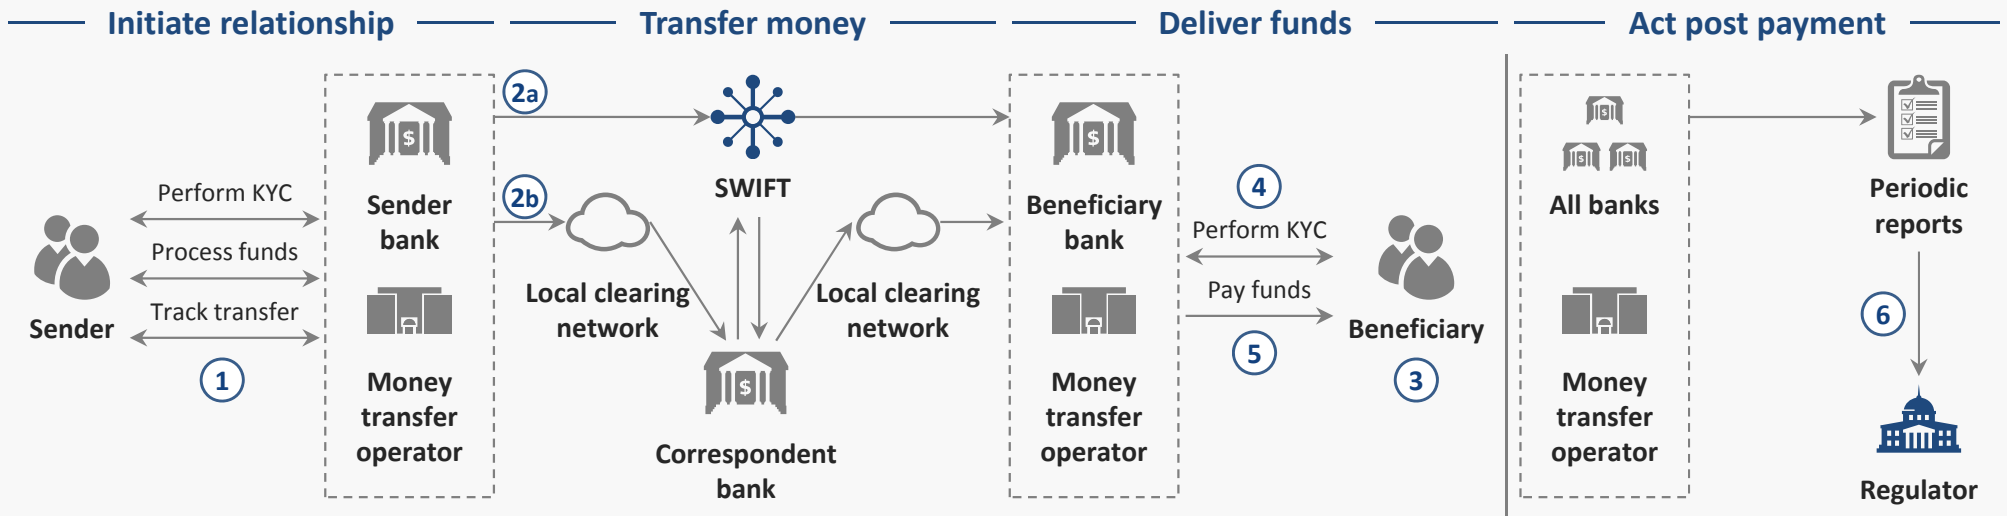 Initiate relationship
Transfer money
Deliver funds
Act post payment
Perform KYC
Process funds
Track transfer
Sender
1
$
Sender
bank
Money
transfer
operator
2a
2b
SWIFT
Local clearing
network
Local clearing
network
$
Correspondent
bank
$
Beneficiary
bank
Money
transfer
operator
4
Perform KYC
Pay funds
5
Beneficiary
3
All banks
Money
transfer
operator
Periodic
reports
6
Regulator